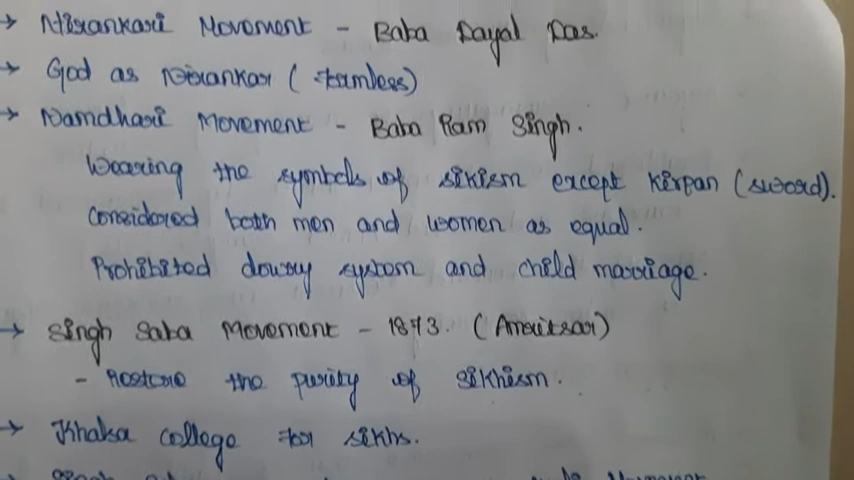 → Nirankari Movement - Baba Dayal Das.
→ God as Nirankar (Formless)
→ Namdhari Movement - Baba Ram Singh.
Wearing the symbols of sikism except Kirpan (sword).
Considered both men and women as equal.
Prohibited dowry system and child marriage.
→ Singh Saba Movement - 1873. (Amritsar)
- Restore the purity of Sikhism.
→ Khalsa college for sikhs.